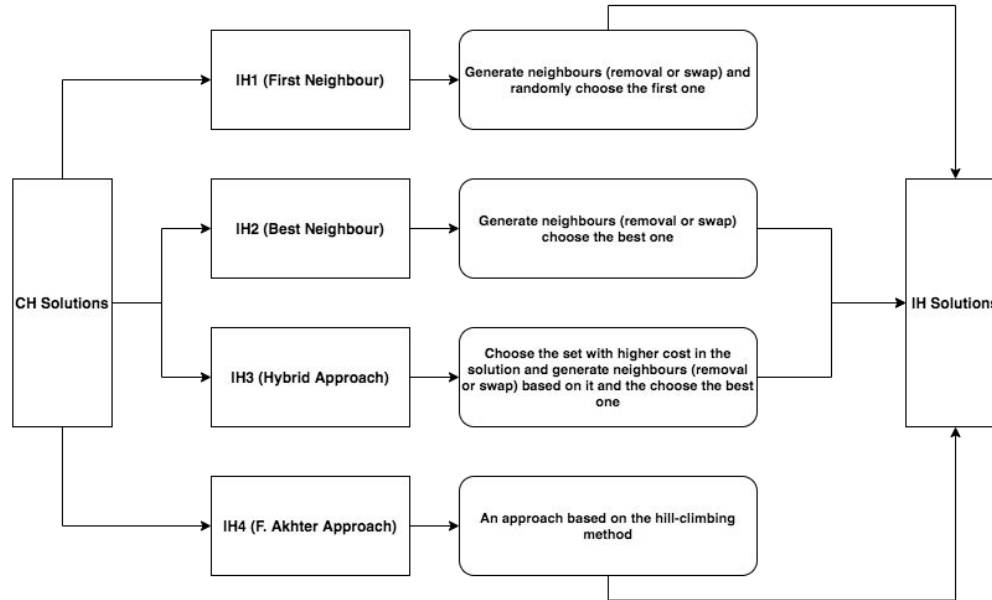 IH1 (First Neighbour)
Generate neighbours (removal or swap) and
randomly choose the first one
IH2 (Best Neighbour)
Generate neighbours (removal or swap)
choose the best one
CH Solutions
IH Solutions
IH3 (Hybrid Approach)
Choose the set with higher cost in the
solution and generate neighbours (removal
or swap) based on it and the choose the best
one
IH4 (F. Akhter Approach)
An approach based on the hill-climbing
method